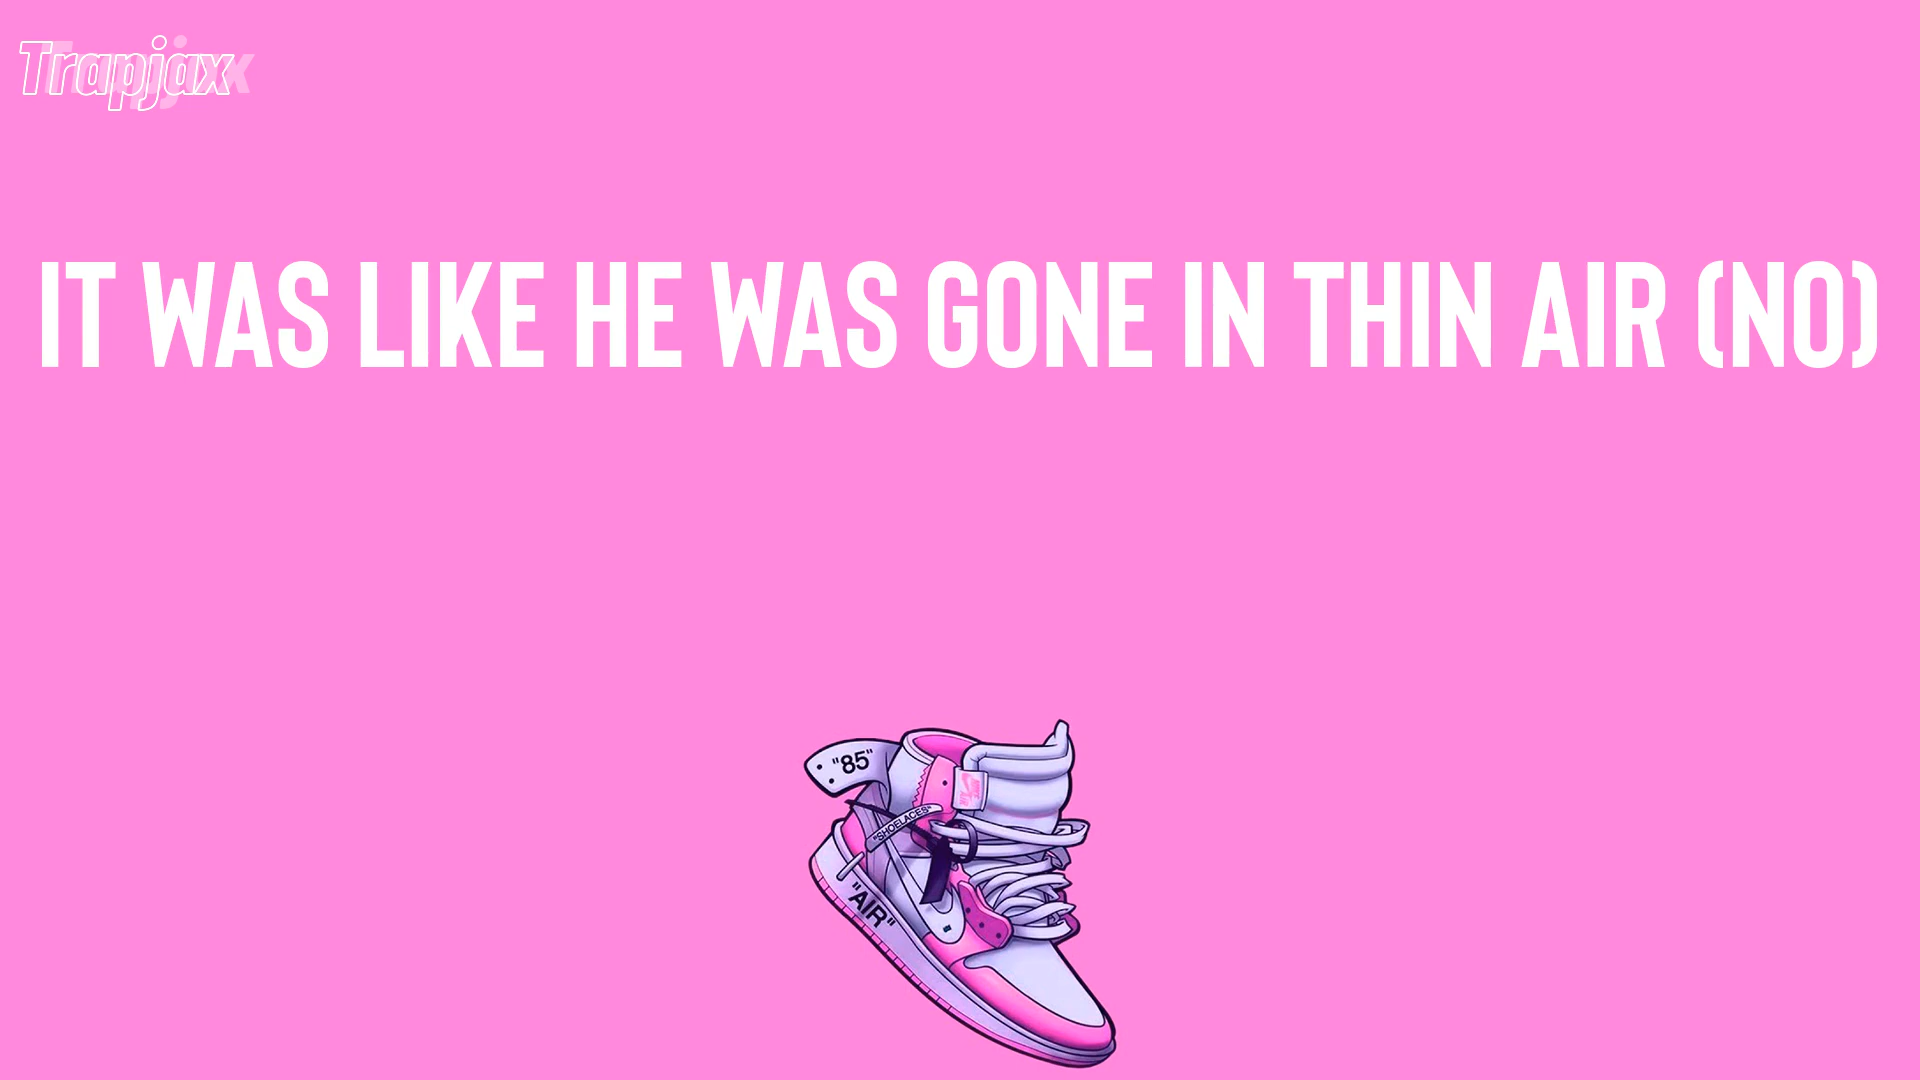 Trapjax
IT WAS LIKE HE WAS GONE IN THIN AIR (NO)
"85"
"SHOELACES"
"AIR"